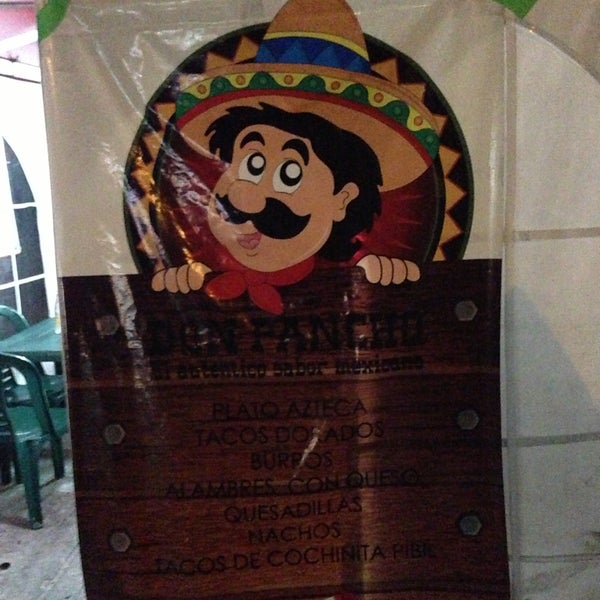 DON PANCHO
El autentico sabor mexicano
PLATO AZTECA
TACOS DORADOS
BURROS
ALAMBRES CON QUESO
QUESADILLAS
NACHOS
TACOS DE COCHINITA PIBIL